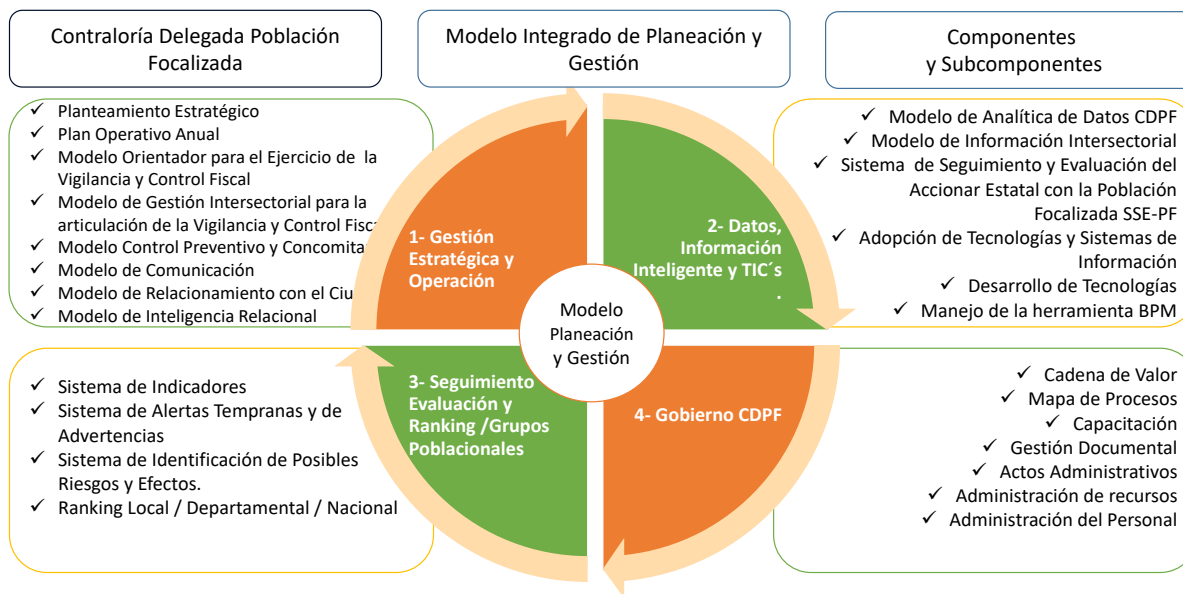 Contraloría Delegada Población
Focalizada
Modelo Integrado de Planeación y
Gestión
Componentes
y Subcomponentes
✓ Planteamiento Estratégico
✓ Plan Operativo Anual
✓ Modelo Orientador para el Ejercicio de la
Vigilancia y Control Fiscal
✓ Modelo de Gestión Intersectorial para la
articulación de la Vigilancia y Control Fisca
✓ Modelo Control Preventivo y Concomita
✓ Modelo de Comunicación
✓ Modelo de Relacionamiento con el Ciu
✓ Modelo de Inteligencia Relacional
1- Gestión
Estratégica y
Operación
2- Datos,
Información
Inteligente y TIC´s
.
✓ Modelo de Analítica de Datos CDPF
✓ Modelo de Información Intersectorial
✓ Sistema de Seguimiento y Evaluación del
Accionar Estatal con la Población
Focalizada SSE-PF
✓ Adopción de Tecnologías y Sistemas de
Información
✓ Desarrollo de Tecnologías
✓ Manejo de la herramienta BPM
Modelo
Planeación
y Gestión
✓ Sistema de Indicadores
✓ Sistema de Alertas Tempranas y de
Advertencias
✓ Sistema de Identificación de Posibles
Riesgos y Efectos.
✓ Ranking Local / Departamental / Nacional
3- Seguimiento
Evaluación y
Ranking /Grupos
Poblacionales
4- Gobierno CDPF
✓ Cadena de Valor
✓ Mapa de Procesos
✓ Capacitación
✓ Gestión Documental
✓ Actos Administrativos
✓ Administración de recursos
✓ Administración del Personal